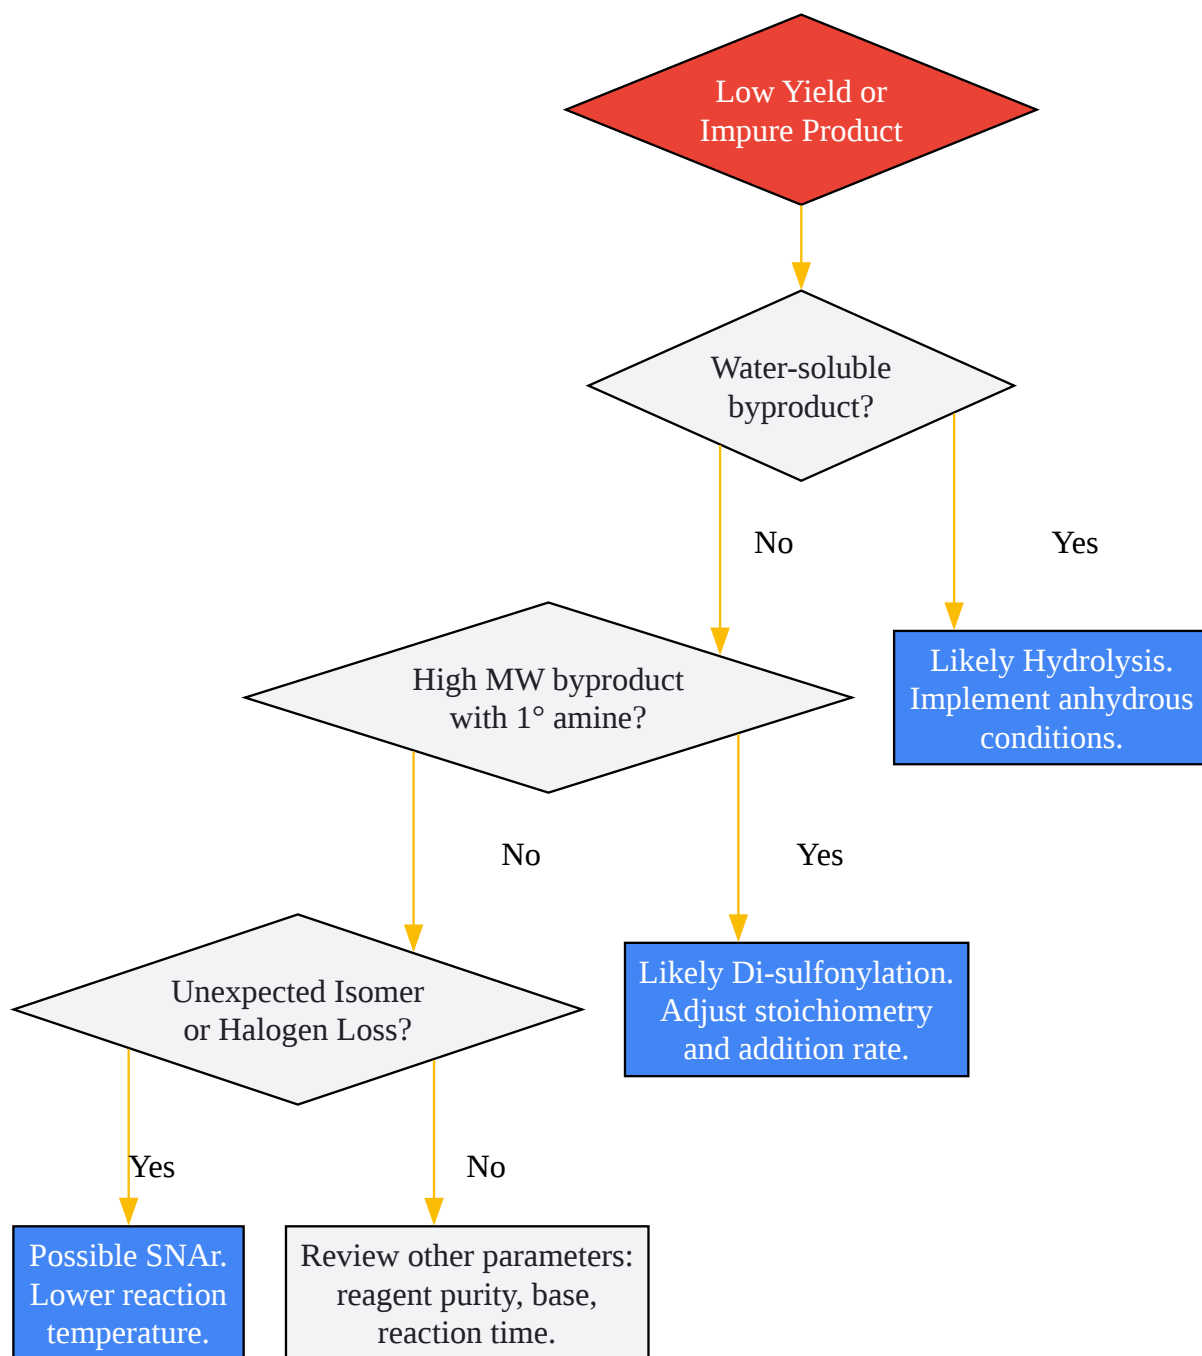 Low Yield or
Impure Product
Water-soluble
byproduct?
No
Yes
High MW byproduct
with 1° amine?
Likely Hydrolysis.
Implement anhydrous
conditions.
No
Yes
Unexpected Isomer
or Halogen Loss?
Likely Di-sulfonylation.
Adjust stoichiometry
and addition rate.
Yes
No
Possible SNAr.
Lower reaction
temperature.
Review other parameters:
reagent purity, base,
reaction time.